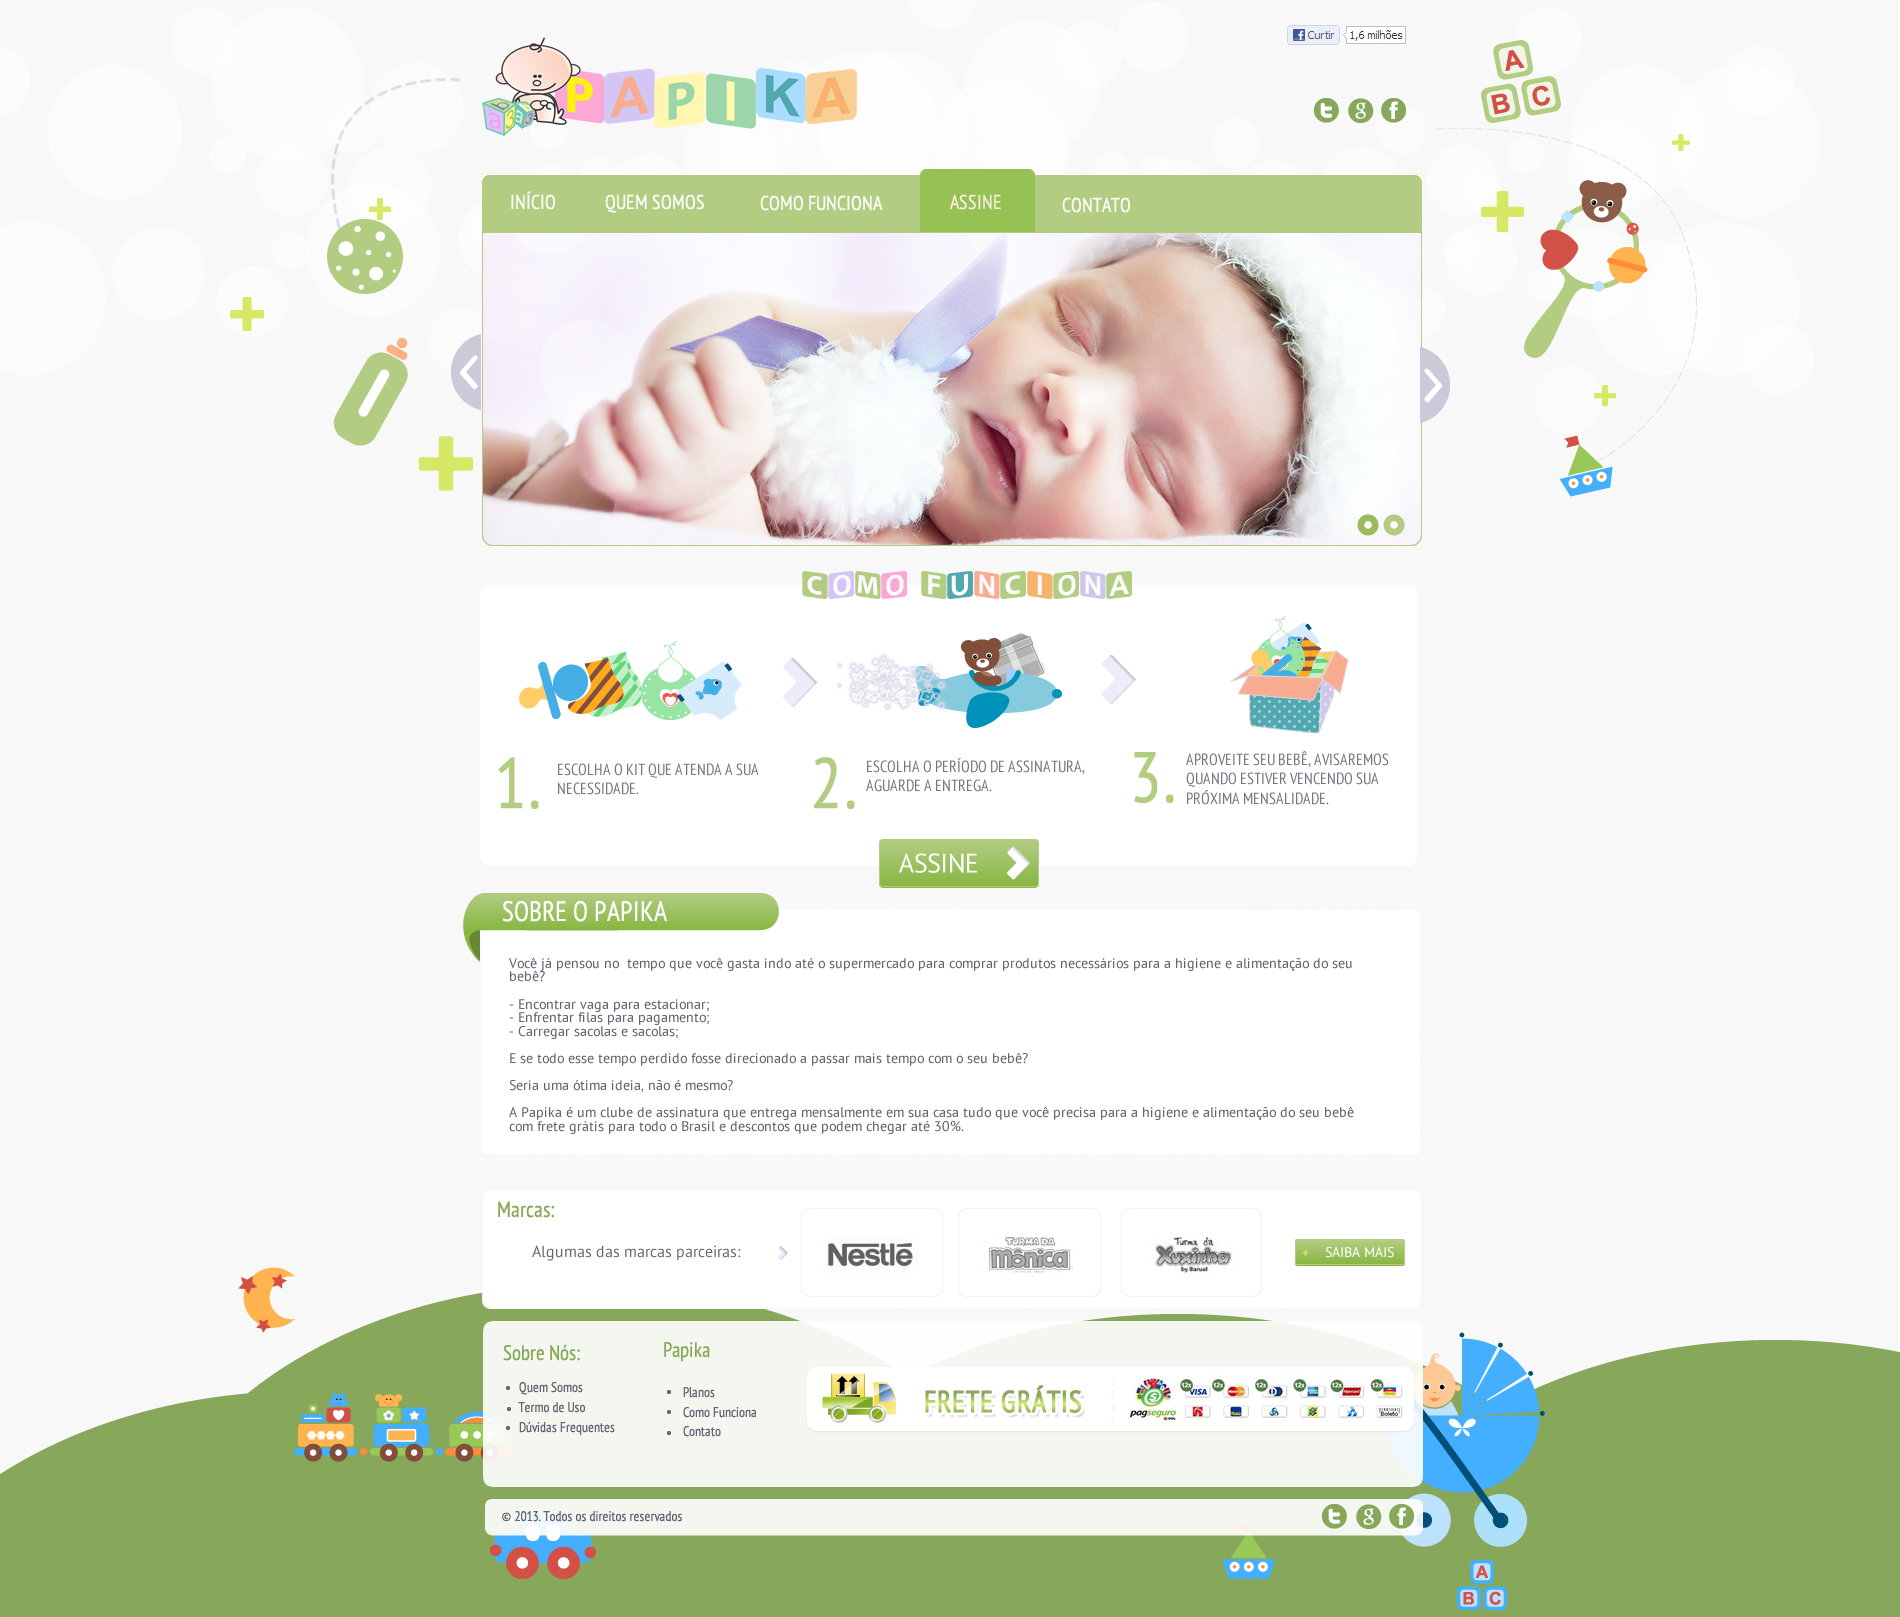 Curtir 1,6 milhões
PAPIKA
A
B C
INÍCIO QUEM SOMOS COMO FUNCIONA ASSINE CONTATO
COMO FUNCIONA
1. ESCOLHA O KIT QUE ATENDA A SUA
NECESSIDADE.
2. ESCOLHA O PERÍODO DE ASSINATURA,
AGUARDE A ENTREGA.
3. APROVEITE SEU BEBÊ, AVISAREMOS
QUANDO ESTIVER VENCENDO SUA
PRÓXIMA MENSALIDADE.
ASSINE
SOBRE O PAPIKA
Você já pensou no tempo que você gasta indo até o supermercado para comprar produtos necessários para a higiene e alimentação do seu
bebê?
- Encontrar vaga para estacionar;
- Enfrentar filas para pagamento;
- Carregar sacolas e sacolas;
E se todo esse tempo perdido fosse direcionado a passar mais tempo com o seu bebê?
Seria uma ótima ideia, não é mesmo?
A Papika é um clube de assinatura que entrega mensalmente em sua casa tudo que você precisa para a higiene e alimentação do seu bebê
com frete grátis para todo o Brasil e descontos que podem chegar até 30%.
Marcas:
Algumas das marcas parceiras:
Nestlé
TURMA DA
Mônica
Turma da
Xuxinha
by Baruel
+ SAIBA MAIS
Sobre Nós:
• Quem Somos
• Termo de Uso
• Dúvidas Frequentes
Papika
• Planos
• Como Funciona
• Contato
FRETE GRÁTIS
pagseguro
12x 12x 12x 12x 12x 12x
VISA
Boleto
© 2013. Todos os direitos reservados
A
B C